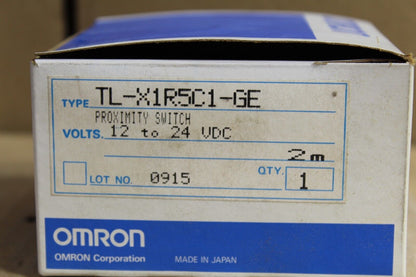 TYPE TL-X1R5C1-GE
PROXIMITY SWITCH
VOLTS. 12 to 24 VDC
2m
LOT NO. 0915 QTY. 1
OMRON
OMRON Corporation MADE IN JAPAN